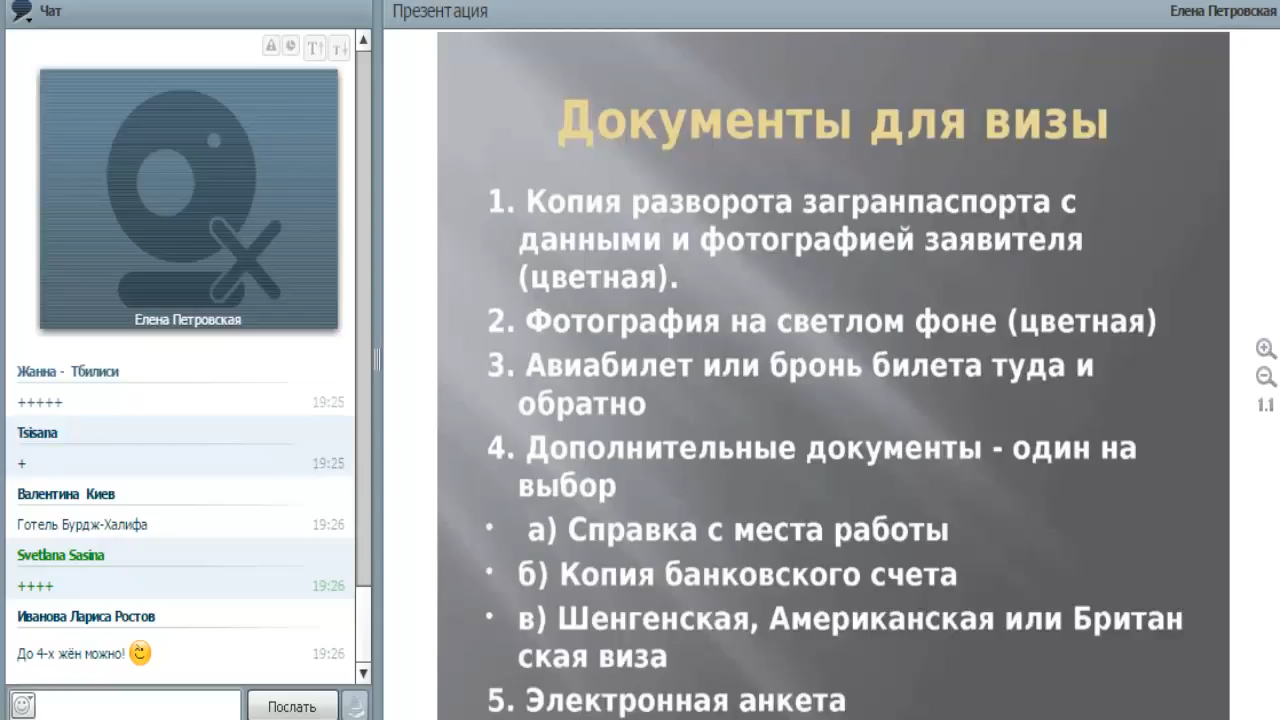 Чат
Презентация
Елена Петровская
Елена Петровская
Жанна - Тбилиси
+++++ 19:25
Tsisana
+ 19:25
Валентина Киев
Готель Бурдж-Халифа 19:26
Svetlana Sasina
++++ 19:26
Иванова Лариса Ростов
До 4-х жён можно! 19:26
Послать
Документы для визы
1. Копия разворота загранпаспорта с
данными и фотографией заявителя
(цветная).
2. Фотография на светлом фоне (цветная)
3. Авиабилет или бронь билета туда и
обратно
4. Дополнительные документы - один на
выбор
• а) Справка с места работы
• б) Копия банковского счета
• в) Шенгенская, Американская или Британ
ская виза
5. Электронная анкета
1.1